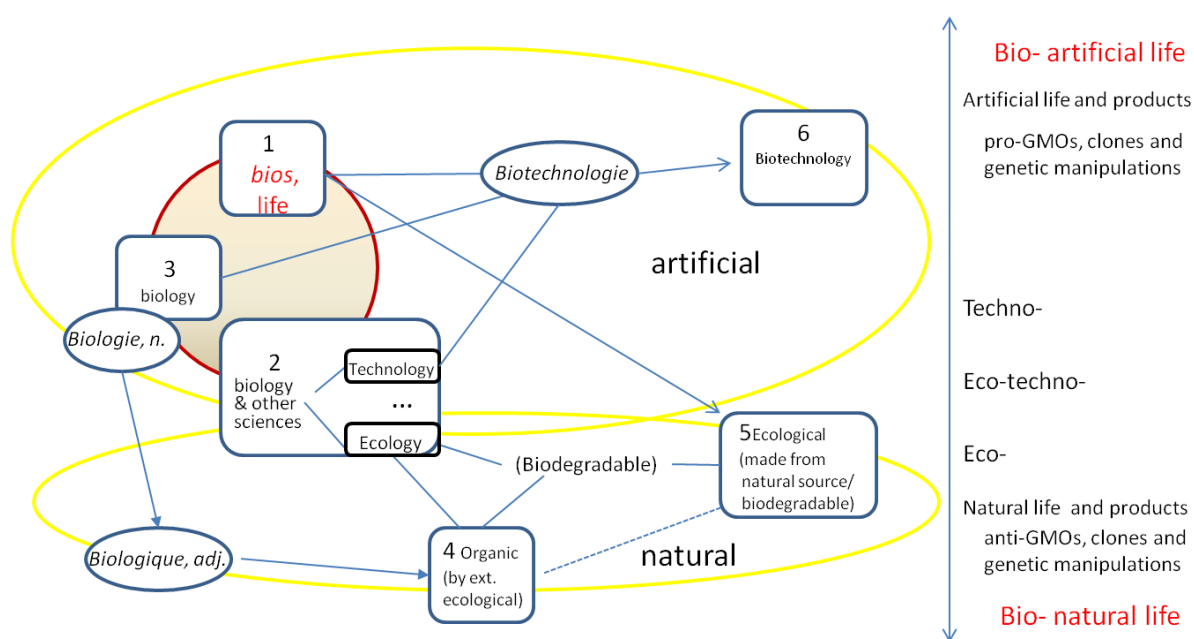 1
bios,
life
Biotechnologie
6
Biotechnology
3
biology
artificial
Biologie, n.
2
biology
& other
sciences
Technology
...
Ecology
(Biodegradable)
5 Ecological
(made from
natural source/
biodegradable)
Biologique, adj.
4 Organic
(by ext.
ecological)
natural
Bio- artificial life
Artificial life and products
pro-GMOs, clones and
genetic manipulations
Techno-
Eco-techno-
Eco-
Natural life and products
anti-GMOs, clones and
genetic manipulations
Bio- natural life